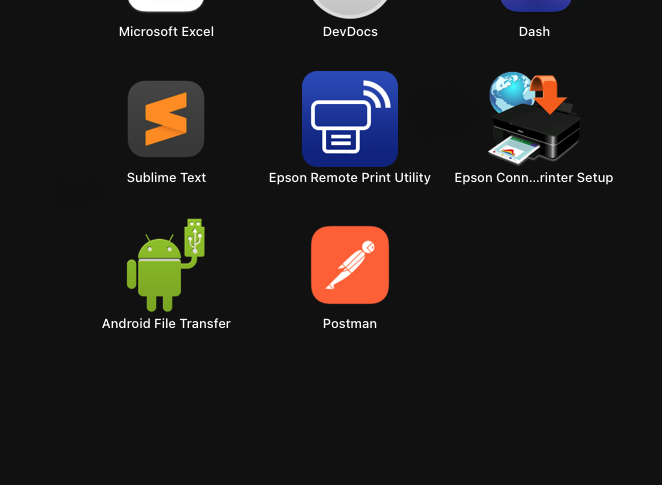 Microsoft Excel
DevDocs
Dash
Sublime Text
Epson Remote Print Utility
Epson Conn...rinter Setup
Android File Transfer
Postman